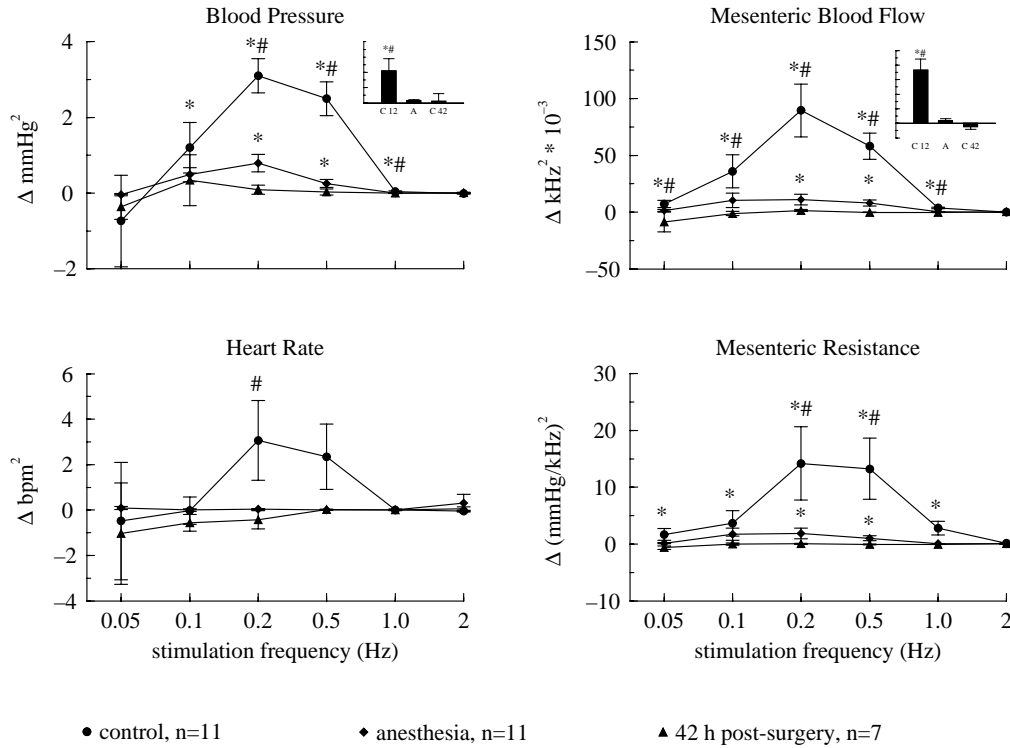 Blood Pressure
Mesenteric Blood Flow
4
2
0
−2
Δ mmHg²
*
*#
*#
*#
*
*
*#
C 12 A C 42
150
100
50
0
−50
Δ kHz² * 10⁻³
*#
*#
*#
*#
*#
*
*
*#
C 12 A C 42
Heart Rate
Mesenteric Resistance
6
4
2
0
−2
−4
Δ bpm²
#
0.05 0.1 0.2 0.5 1.0 2
stimulation frequency (Hz)
30
20
10
0
−10
Δ (mmHg/kHz)²
*
*
*#
*#
*
*
*
0.05 0.1 0.2 0.5 1.0 2
stimulation frequency (Hz)
control, n=11
anesthesia, n=11
42 h post-surgery, n=7